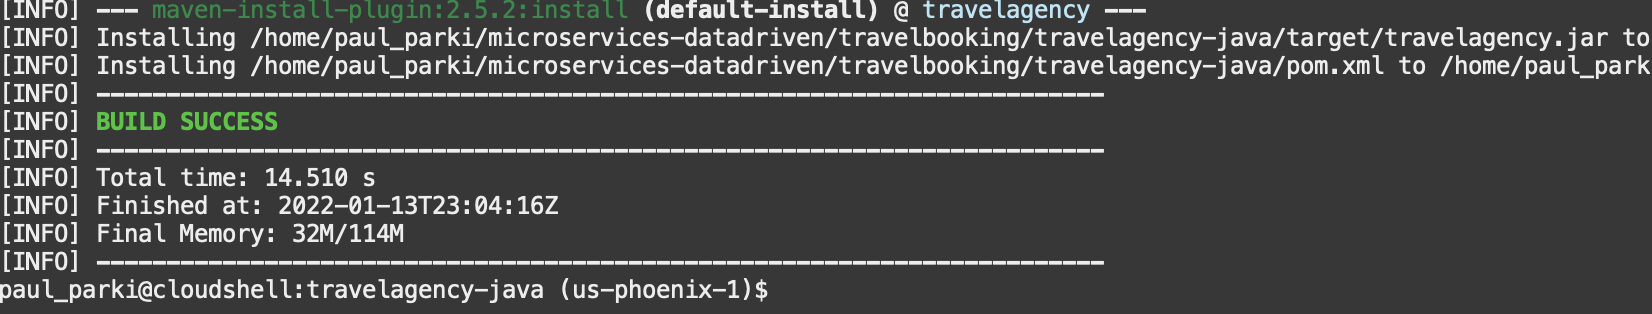 [INFO] --- maven-install-plugin:2.5.2:install (default-install) @ travelagency ---
[INFO] Installing /home/paul_parki/microservices-datadriven/travelbooking/travelagency-java/target/travelagency.jar to
[INFO] Installing /home/paul_parki/microservices-datadriven/travelbooking/travelagency-java/pom.xml to /home/paul_park
[INFO] ------------------------------------------------------------------------
[INFO] BUILD SUCCESS
[INFO] ------------------------------------------------------------------------
[INFO] Total time: 14.510 s
[INFO] Finished at: 2022-01-13T23:04:16Z
[INFO] Final Memory: 32M/114M
[INFO] ------------------------------------------------------------------------
paul_parki@cloudshell:travelagency-java (us-phoenix-1)$